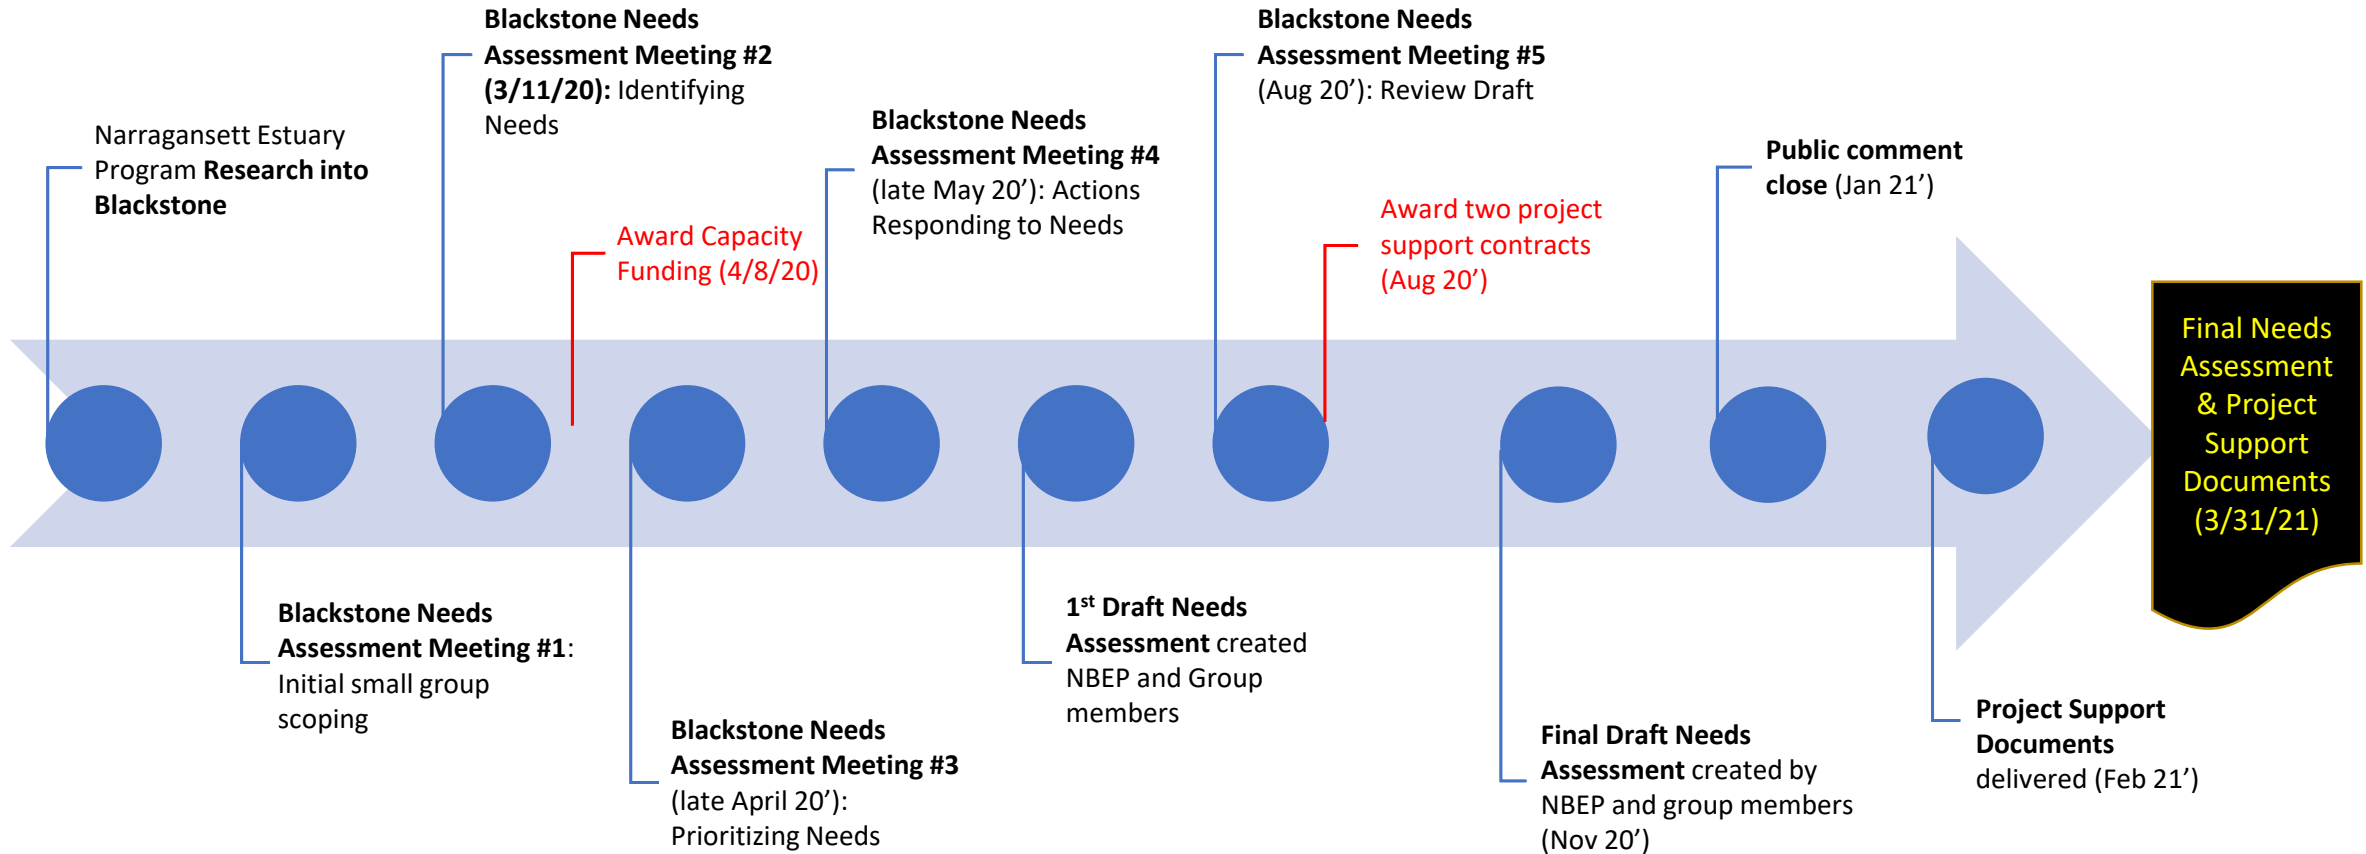 Narragansett Estuary
Program Research into
Blackstone
Blackstone Needs
Assessment Meeting #1:
Initial small group
scoping
Blackstone Needs
Assessment Meeting #2
(3/11/20): Identifying
Needs
Award Capacity
Funding (4/8/20)
Blackstone Needs
Assessment Meeting #3
(late April 20’):
Prioritizing Needs
Blackstone Needs
Assessment Meeting #4
(late May 20’): Actions
Responding to Needs
1st Draft Needs
Assessment created
NBEP and Group
members
Blackstone Needs
Assessment Meeting #5
(Aug 20’): Review Draft
Award two project
support contracts
(Aug 20’)
Final Draft Needs
Assessment created by
NBEP and group members
(Nov 20’)
Public comment
close (Jan 21’)
Project Support
Documents
delivered (Feb 21’)
Final Needs
Assessment
& Project
Support
Documents
(3/31/21)